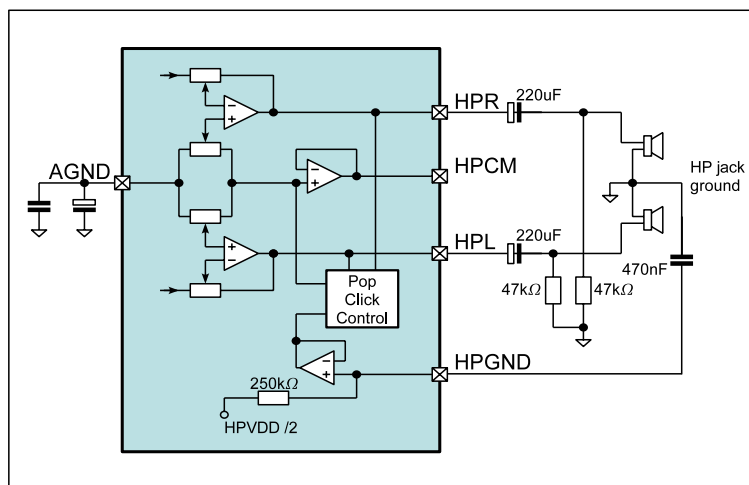 HPR
220uF
AGND
HPCM
HP jack
ground
HPL
220uF
470nF
Pop
Click
Control
47kΩ
47kΩ
HPGND
250kΩ
HPVDD /2